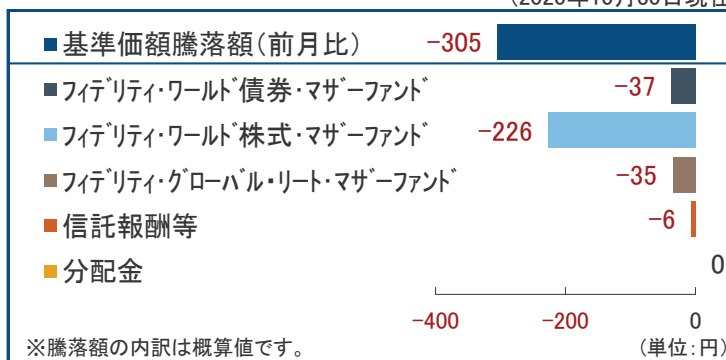 基準価額騰落額(前月比) -305
フィデリティ・ワールド債券・マザーファンド -37
フィデリティ・ワールド株式・マザーファンド -226
フィデリティ・グローバル・リート・マザーファンド -35
信託報酬等 -6
分配金 0
-400 -200 0
※騰落額の内訳は概算値です。 (単位:円)